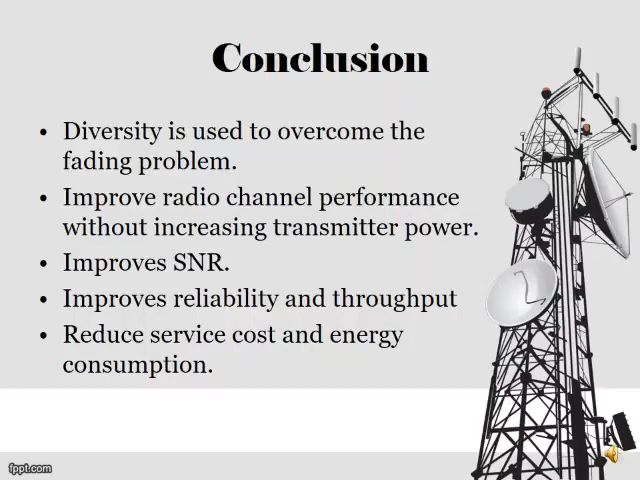 Conclusion
• Diversity is used to overcome the
fading problem.
• Improve radio channel performance
without increasing transmitter power.
• Improves SNR.
• Improves reliability and throughput
• Reduce service cost and energy
consumption.
fppt.com